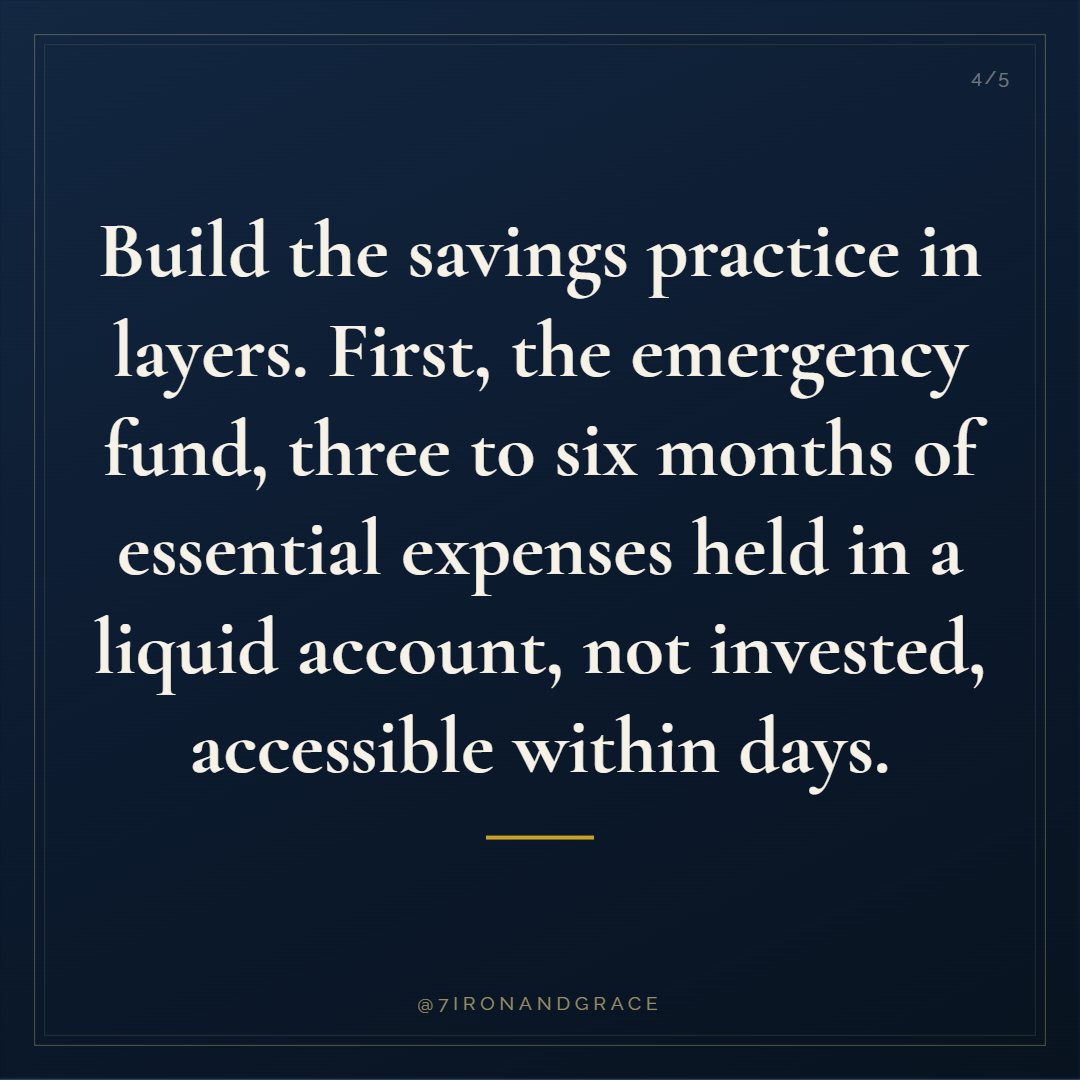 4/5
Build the savings practice in
layers. First, the emergency
fund, three to six months of
essential expenses held in a
liquid account, not invested,
accessible within days.
@7IRONANDGRACE